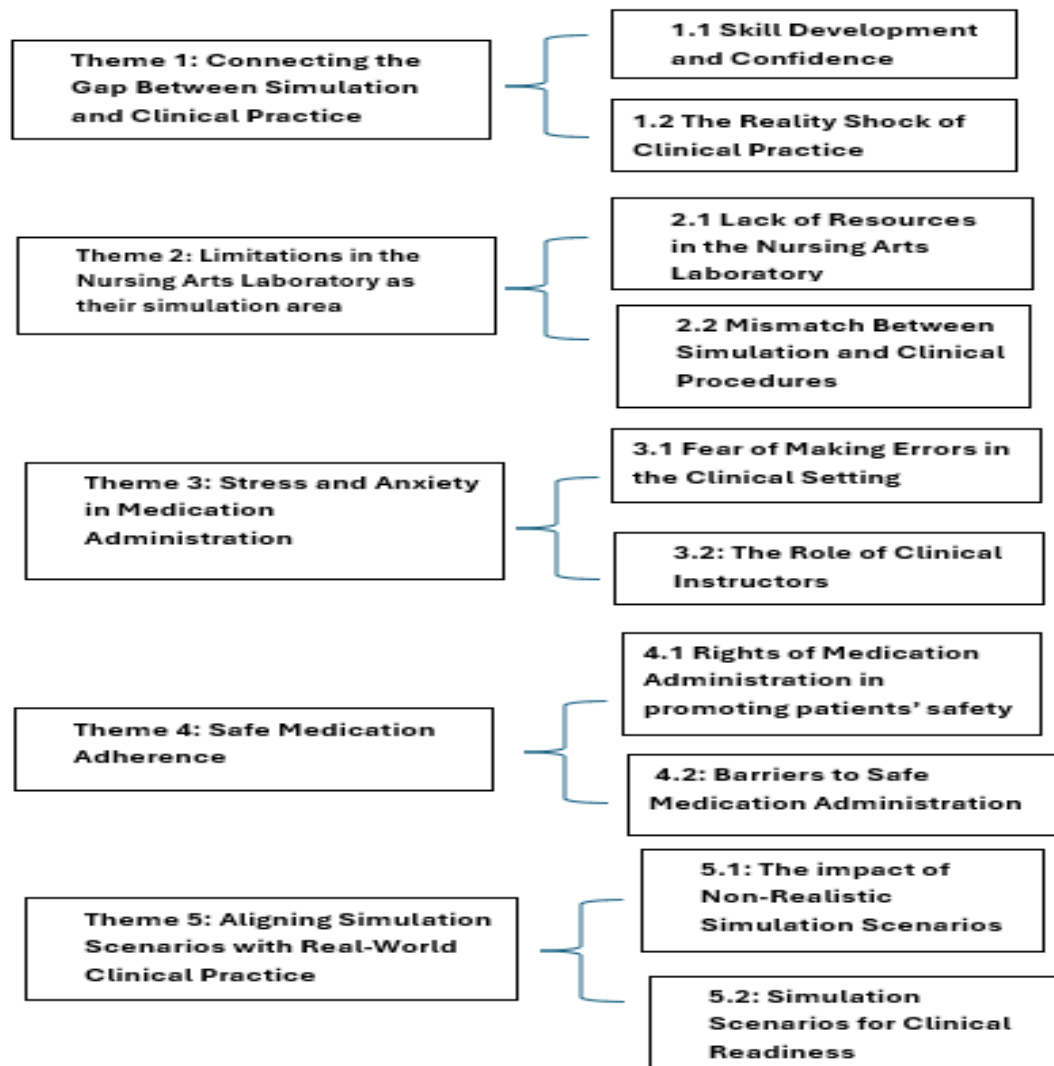 Theme 1: Connecting the
Gap Between Simulation
and Clinical Practice
1.1 Skill Development
and Confidence
1.2 The Reality Shock of
Clinical Practice
Theme 2: Limitations in the
Nursing Arts Laboratory as
their simulation area
2.1 Lack of Resources
in the Nursing Arts
Laboratory
2.2 Mismatch Between
Simulation and Clinical
Procedures
Theme 3: Stress and Anxiety
in Medication
Administration
3.1 Fear of Making Errors in
the Clinical Setting
3.2: The Role of Clinical
Instructors
Theme 4: Safe Medication
Adherence
4.1 Rights of Medication
Administration in
promoting patients’ safety
4.2: Barriers to Safe
Medication Administration
Theme 5: Aligning Simulation
Scenarios with Real-World
Clinical Practice
5.1: The impact of
Non-Realistic
Simulation Scenarios
5.2: Simulation
Scenarios for Clinical
Readiness